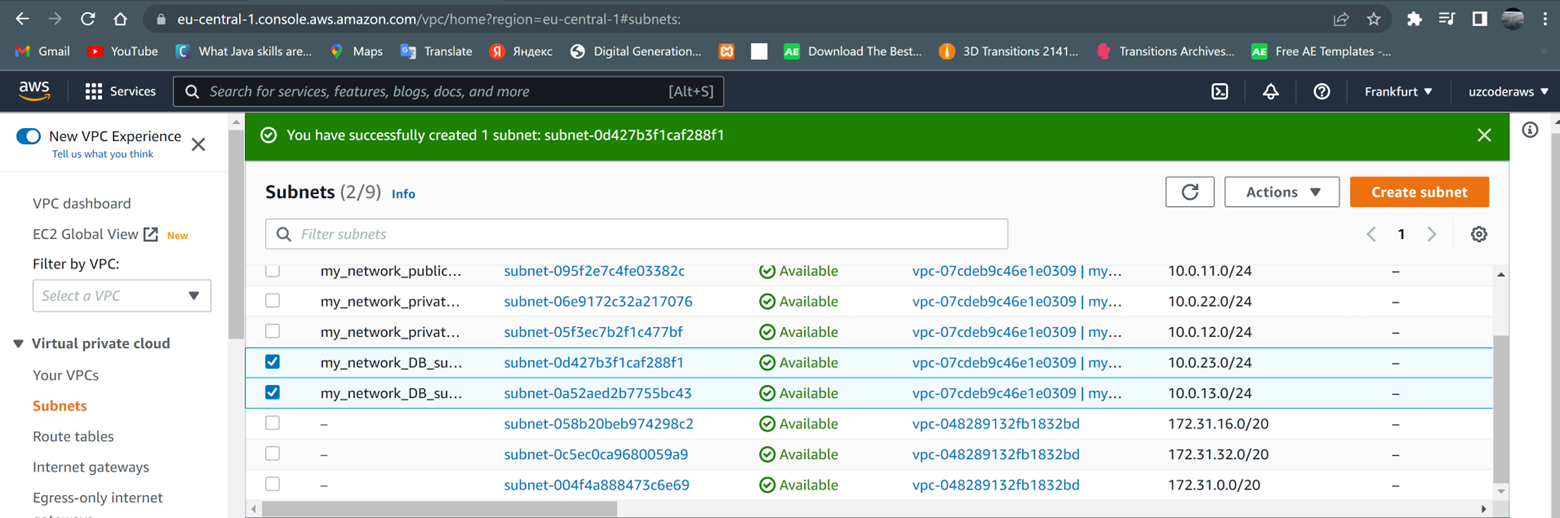 eu-central-1.console.aws.amazon.com/vpc/home?region=eu-central-1#subnets:
Gmail YouTube What Java skills are... Maps Translate Яндекс Digital Generation... Download The Best... 3D Transitions 2141... Transitions Archives... Free AE Templates -...
aws Services Search for services, features, blogs, docs, and more [Alt+S] Frankfurt uzcoderaws
New VPC Experience
Tell us what you think
VPC dashboard
EC2 Global View New
Filter by VPC:
Select a VPC
Virtual private cloud
Your VPCs
Subnets
Route tables
Internet gateways
Egress-only internet
You have successfully created 1 subnet: subnet-0d427b3f1caf288f1
Subnets (2/9) Info Actions Create subnet
Filter subnets 1
my_network_public... subnet-095f2e7c4fe03382c Available vpc-07cdeb9c46e1e0309 | my... 10.0.11.0/24 –
my_network_privat... subnet-06e9172c32a217076 Available vpc-07cdeb9c46e1e0309 | my... 10.0.22.0/24 –
my_network_privat... subnet-05f3ec7b2f1c477bf Available vpc-07cdeb9c46e1e0309 | my... 10.0.12.0/24 –
my_network_DB_su... subnet-0d427b3f1caf288f1 Available vpc-07cdeb9c46e1e0309 | my... 10.0.23.0/24 –
my_network_DB_su... subnet-0a52aed2b7755bc43 Available vpc-07cdeb9c46e1e0309 | my... 10.0.13.0/24 –
– subnet-058b20beb974298c2 Available vpc-048289132fb1832bd 172.31.16.0/20 –
– subnet-0c5ec0ca9680059a9 Available vpc-048289132fb1832bd 172.31.32.0/20 –
– subnet-004f4a888473c6e69 Available vpc-048289132fb1832bd 172.31.0.0/20 –